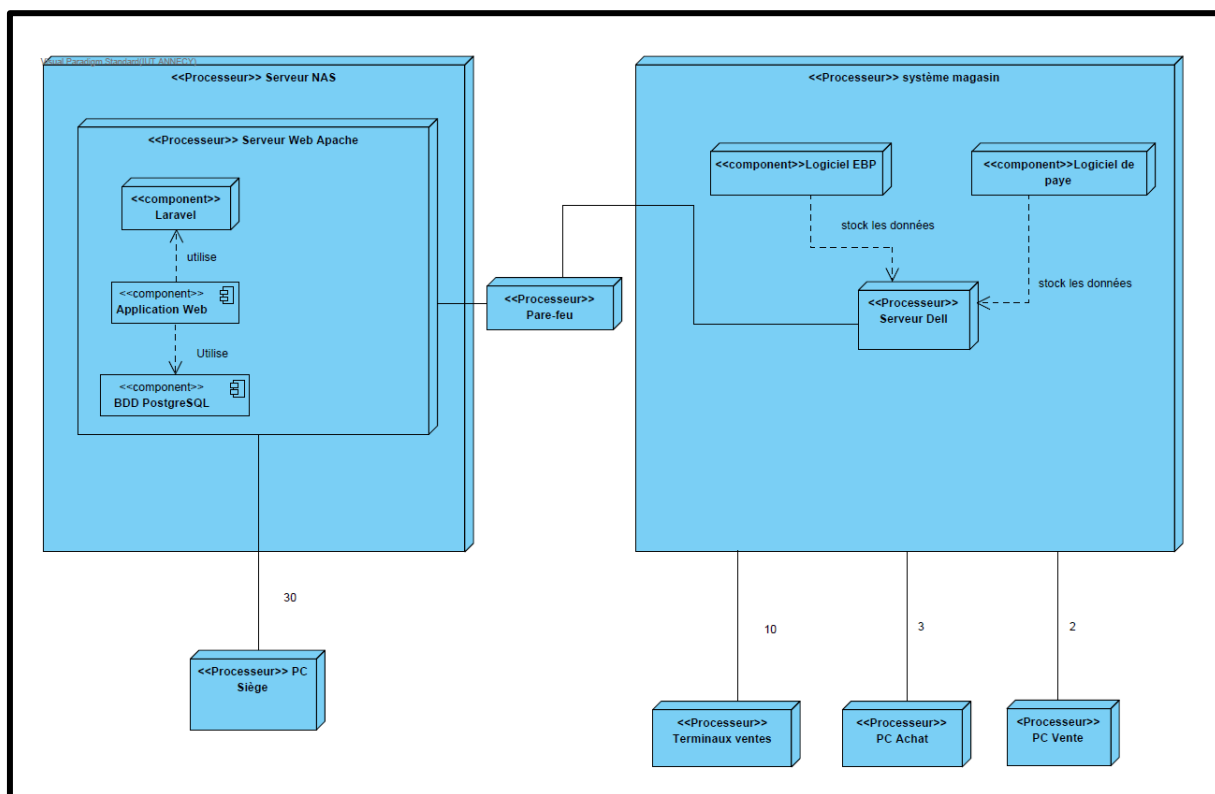 Visual Paradigm Standard(IUT ANNECY)
<<Processeur>> Serveur NAS
<<Processeur>> Serveur Web Apache
<<component>>
Laravel
utilise
<<component>>
Application Web
Utilise
<<component>>
BDD PostgreSQL
30
<<Processeur>> PC
Siège
<<Processeur>>
Pare-feu
<<Processeur>> système magasin
<<component>>Logiciel EBP
<<component>>Logiciel de
paye
stock les données
stock les données
<<Processeur>>
Serveur Dell
10
3
2
<<Processeur>>
Terminaux ventes
<<Processeur>>
PC Achat
<Processeur>>
PC Vente